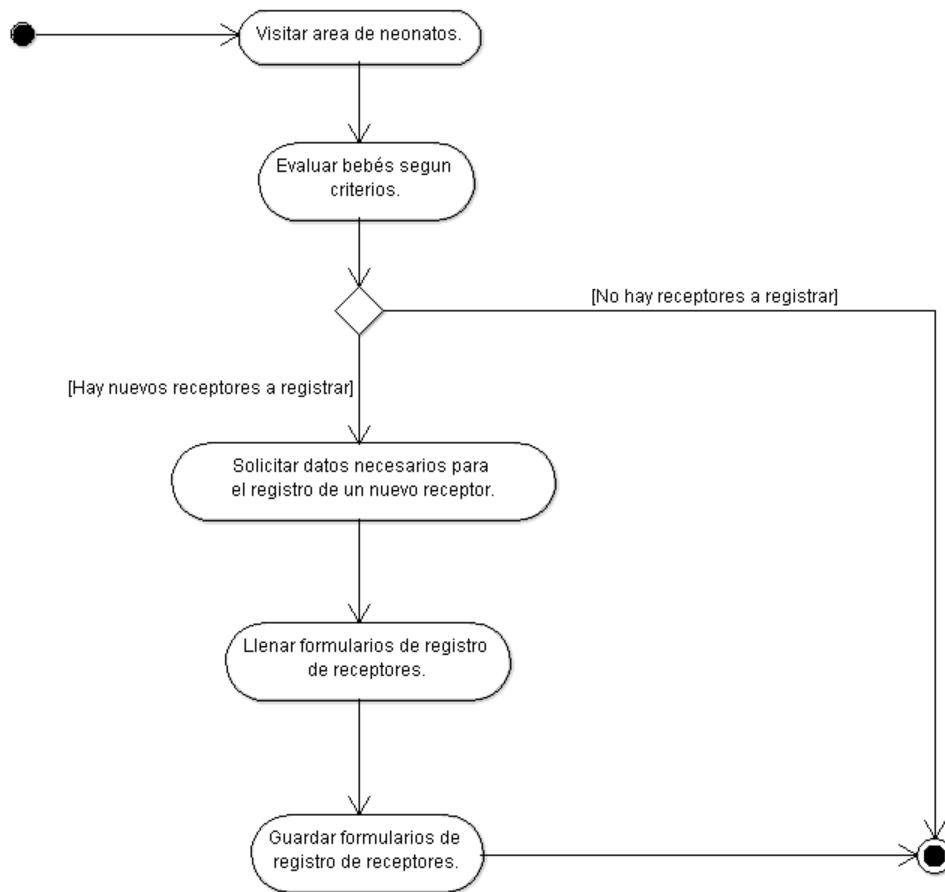 Visitar area de neonatos.
Evaluar bebés segun
criterios.
[No hay receptores a registrar]
[Hay nuevos receptores a registrar]
Solicitar datos necesarios para
el registro de un nuevo receptor.
Llenar formularios de registro
de receptores.
Guardar formularios de
registro de receptores.